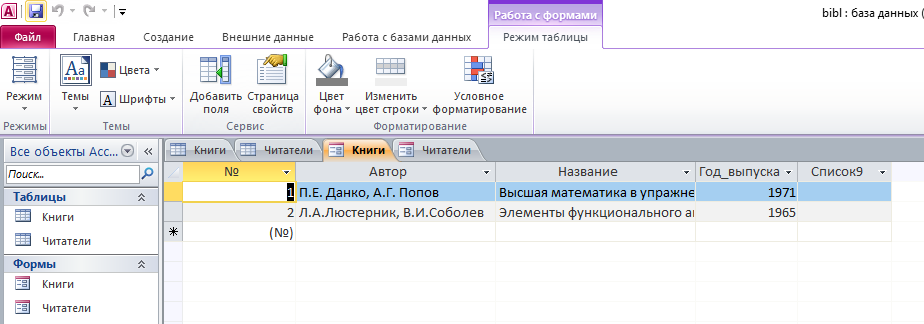 Работа с формами
bibl : база данных (
Файл Главная Создание Внешние данные Работа с базами данных Режим таблицы
Режим
Темы
Цвета
Шрифты
Добавить поля
Страница свойств
Цвет фона
Изменить цвет строки
Условное форматирование
Режимы Темы Сервис Форматирование
Все объекты Acc...
Книги Читатели Книги Читатели
Поиск...
Таблицы
Книги
Читатели
Формы
Книги
Читатели
№ Автор Название Год_выпуска Список9
1 П.Е. Данко, А.Г. Попов Высшая математика в упражне 1971
2 Л.А.Люстерник, В.И.Соболев Элементы функционального а 1965
(№)